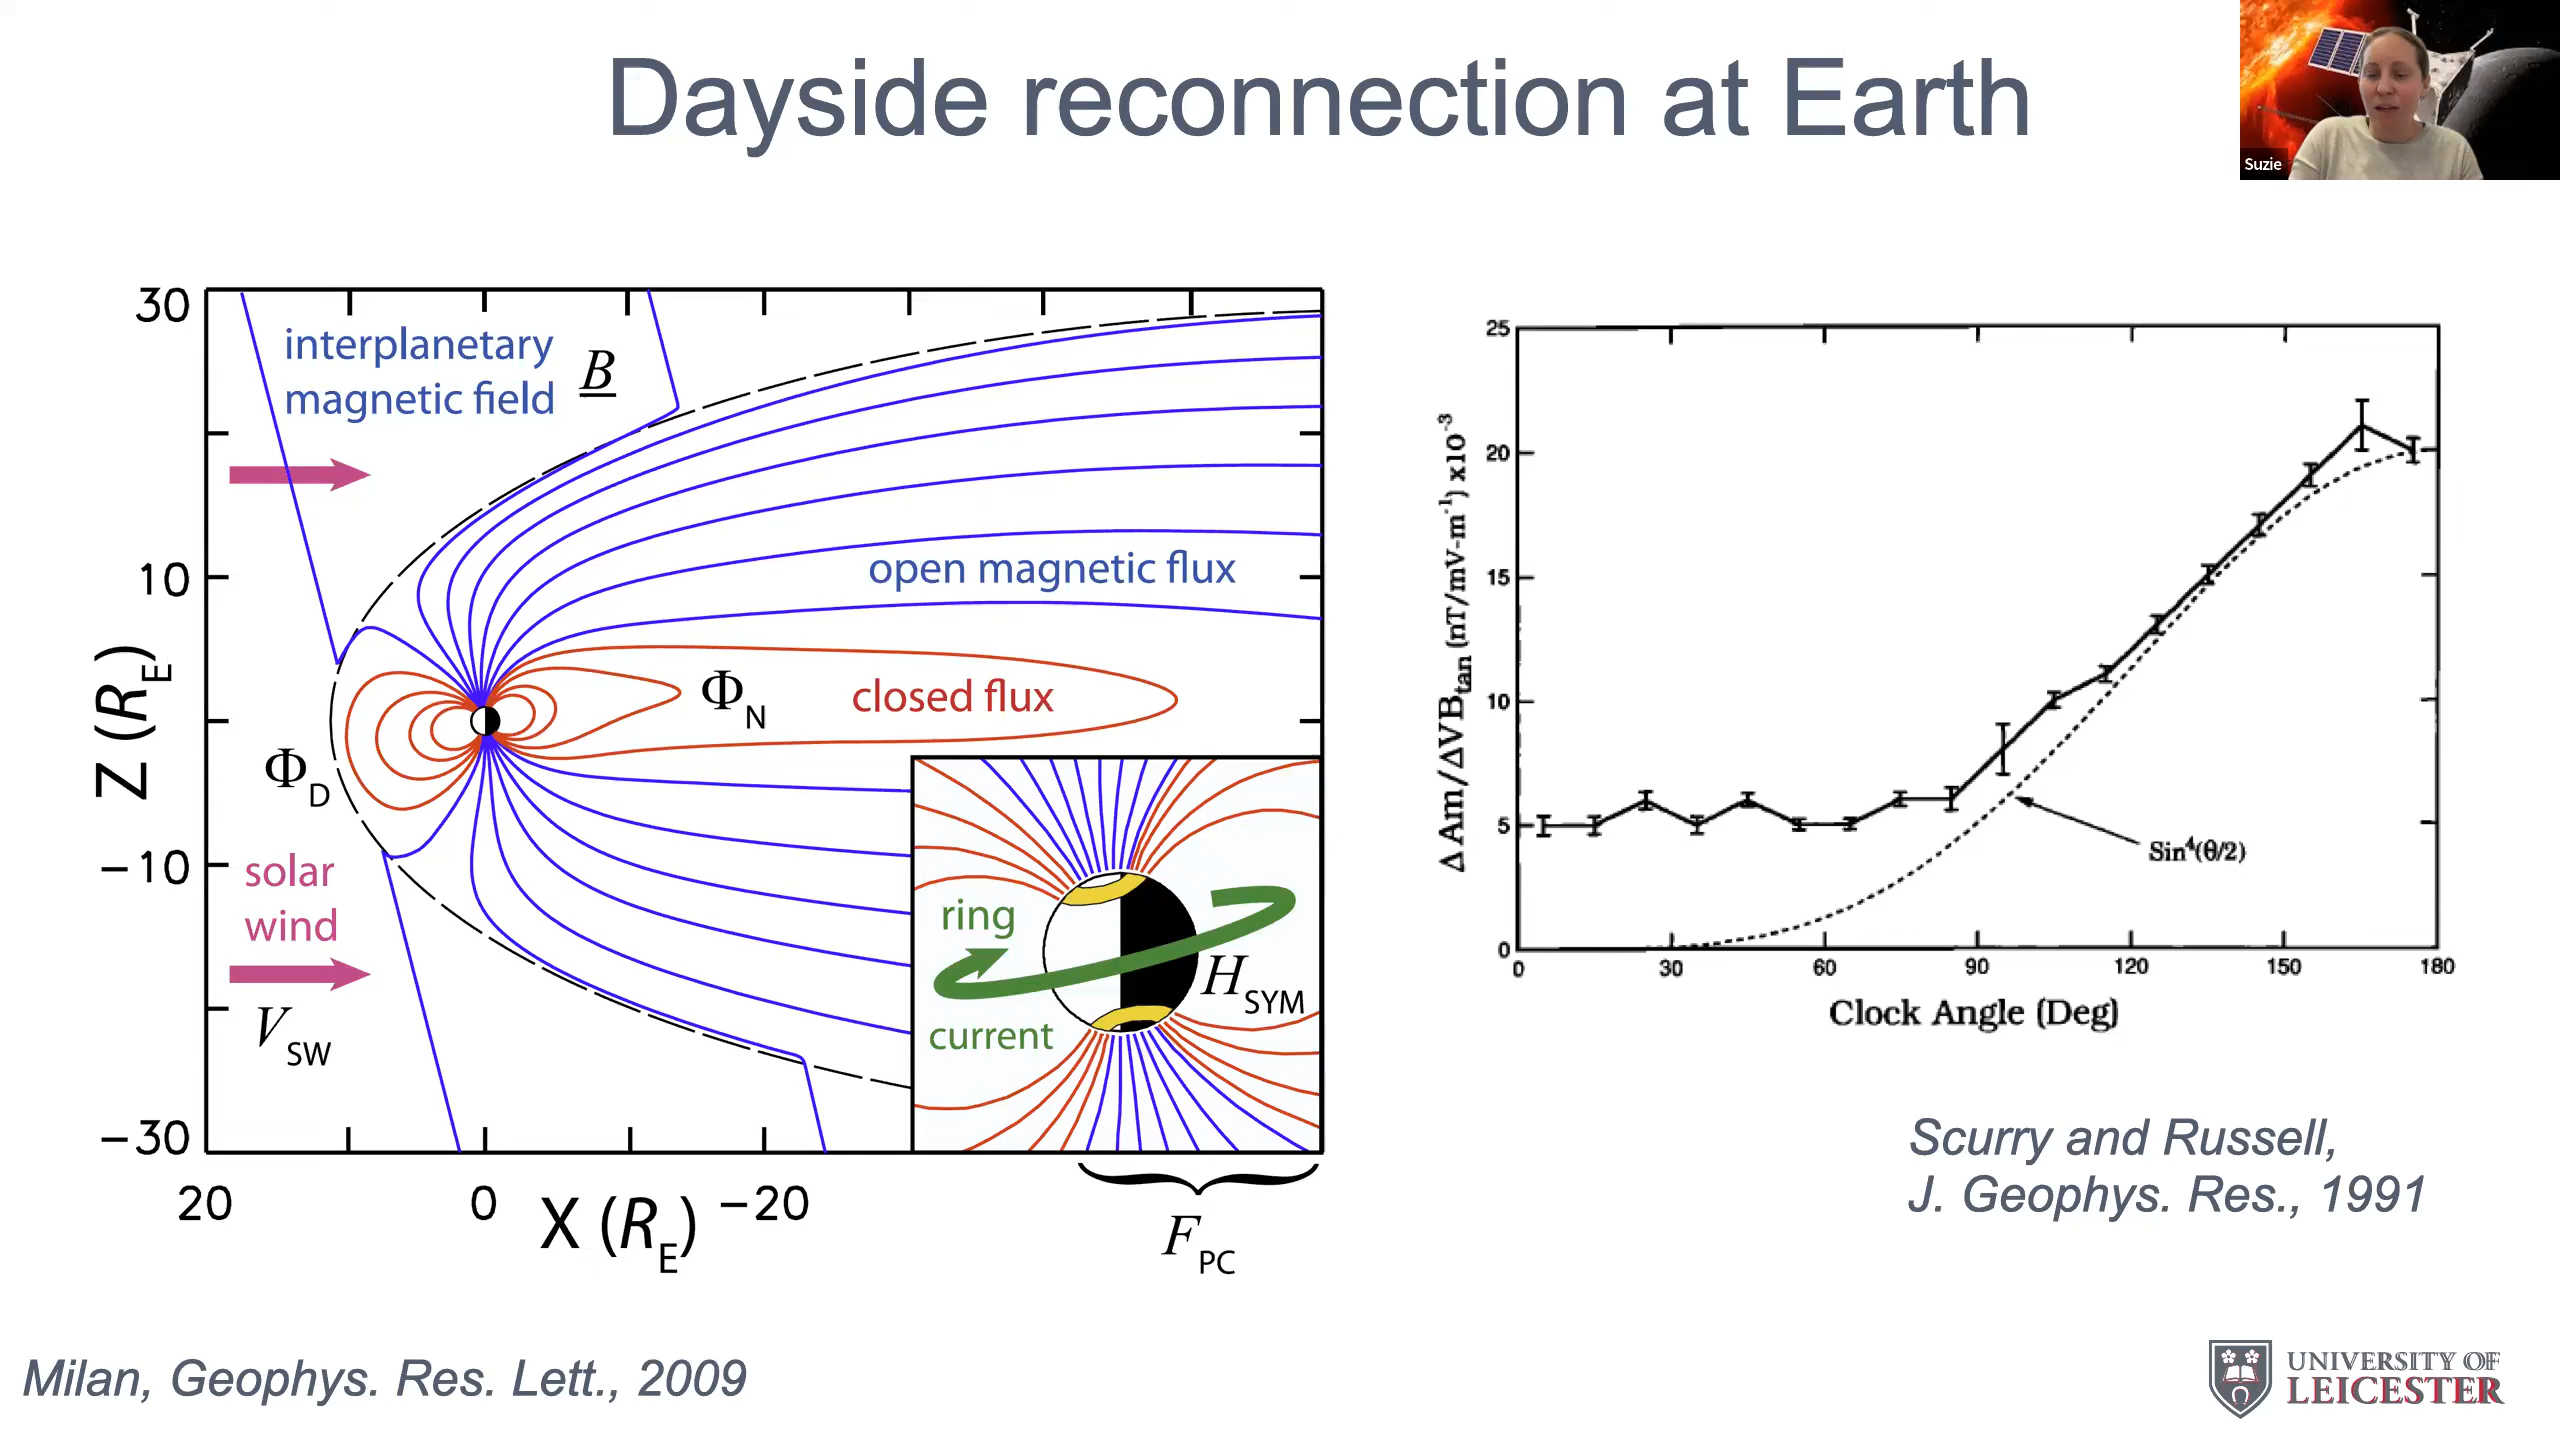 Dayside reconnection at Earth
Suzie
30
10
−10
−30
Z (R_E)
20
0
−20
X (R_E)
interplanetary
magnetic field
B
open magnetic flux
Φ_N
closed flux
Φ_D
solar
wind
V_SW
ring
current
H_SYM
F_PC
Milan, Geophys. Res. Lett., 2009
25
20
15
10
5
0
Δ Am/ΔVB_tan (nT/mV-m^-1) x10^-3
Sin^4(θ/2)
0 30 60 90 120 150 180
Clock Angle (Deg)
Scurry and Russell,
J. Geophys. Res., 1991
UNIVERSITY OF
LEICESTER